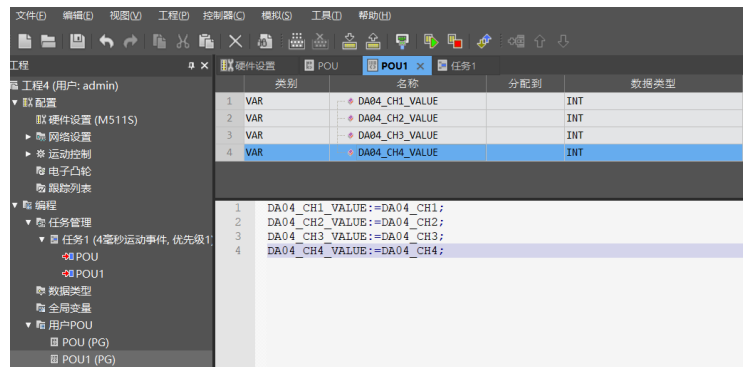 文件(F) 编辑(E) 视图(V) 工程(P) 控制器(C) 模拟(S) 工具(T) 帮助(H)
工程
硬件设置 POU POU1 任务1
工程4 (用户: admin)
配置
硬件设置 (M511S)
网络设置
运动控制
电子凸轮
跟踪列表
编程
任务管理
任务1 (4毫秒运动事件, 优先级1
POU
POU1
数据类型
全局变量
用户POU
POU (PG)
POU1 (PG)
类别 名称 分配到 数据类型
1 VAR DA04_CH1_VALUE INT
2 VAR DA04_CH2_VALUE INT
3 VAR DA04_CH3_VALUE INT
4 VAR DA04_CH4_VALUE INT
1 DA04_CH1_VALUE:=DA04_CH1;
2 DA04_CH2_VALUE:=DA04_CH2;
3 DA04_CH3_VALUE:=DA04_CH3;
4 DA04_CH4_VALUE:=DA04_CH4;